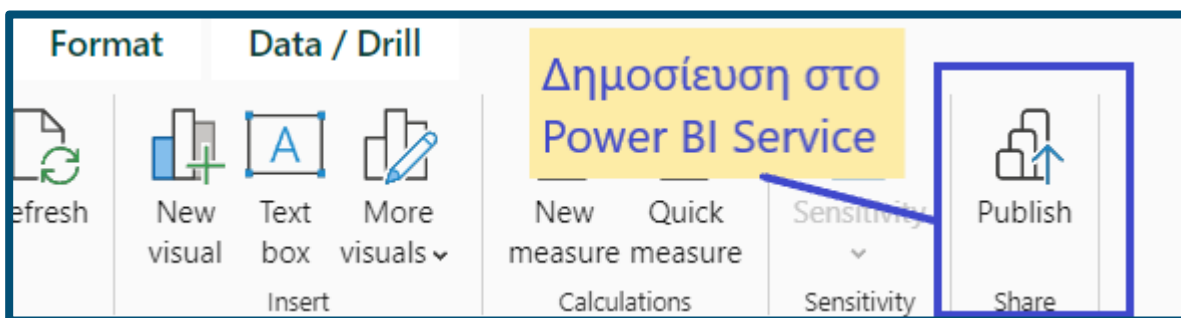 Format Data / Drill
Δημοσίευση στο
Power BI Service
efresh
New visual
Text box
More visuals
New measure
Quick measure
Sensitivity
Publish
Insert
Calculations
Sensitivity
Share